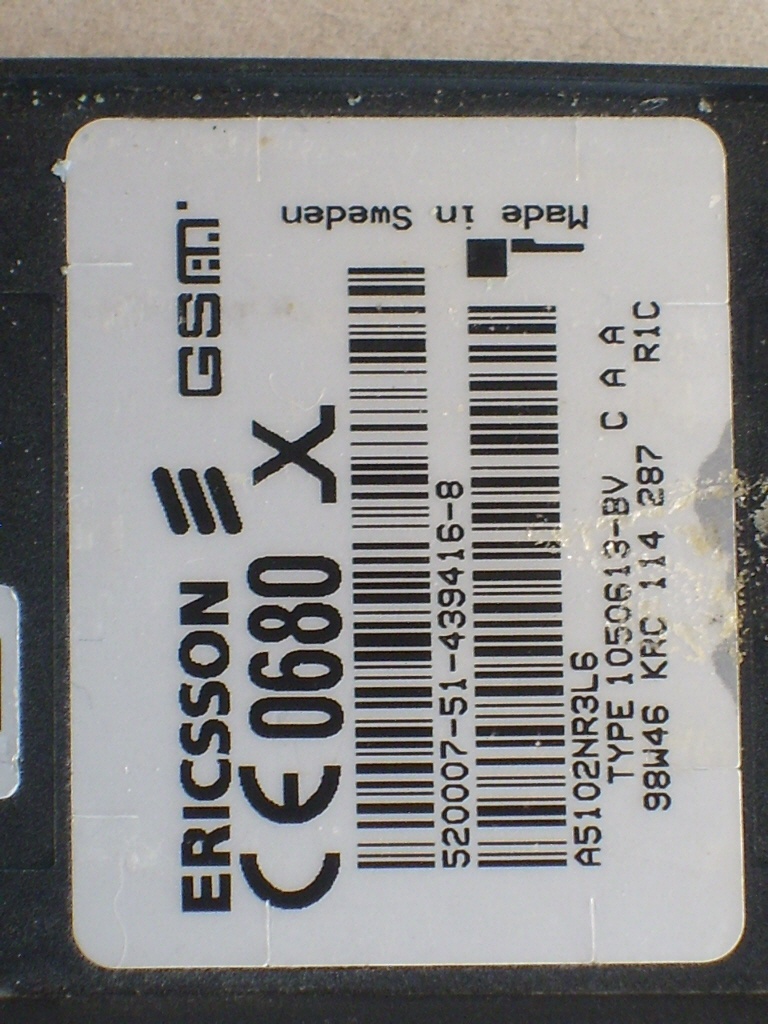 ERICSSON GSM
CE 0680 X
520007-51-439416-8
A5102NR3L6
TYPE 1050613-BV C A A
98W46 KRC 114 287 R1C
Made in Sweden